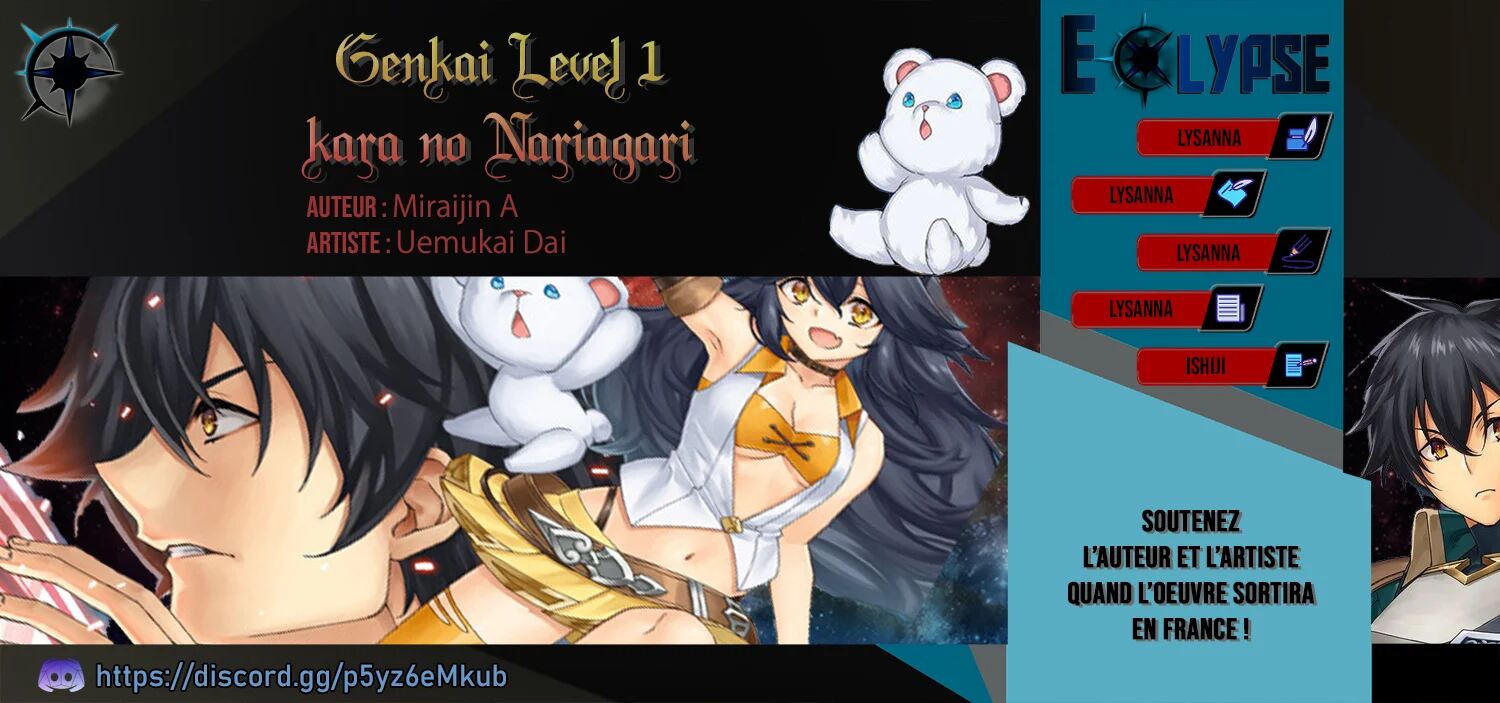 Genkai Level 1
kara no Nariagari
AUTEUR : Miraijin A
ARTISTE : Uemukai Dai
ECLYPSE
LYSANNA
LYSANNA
LYSANNA
LYSANNA
ISHIJI
SOUTENEZ
L'AUTEUR ET L'ARTISTE
QUAND L'OEUVRE SORTIRA
EN FRANCE !
https://discord.gg/p5yz6eMkub